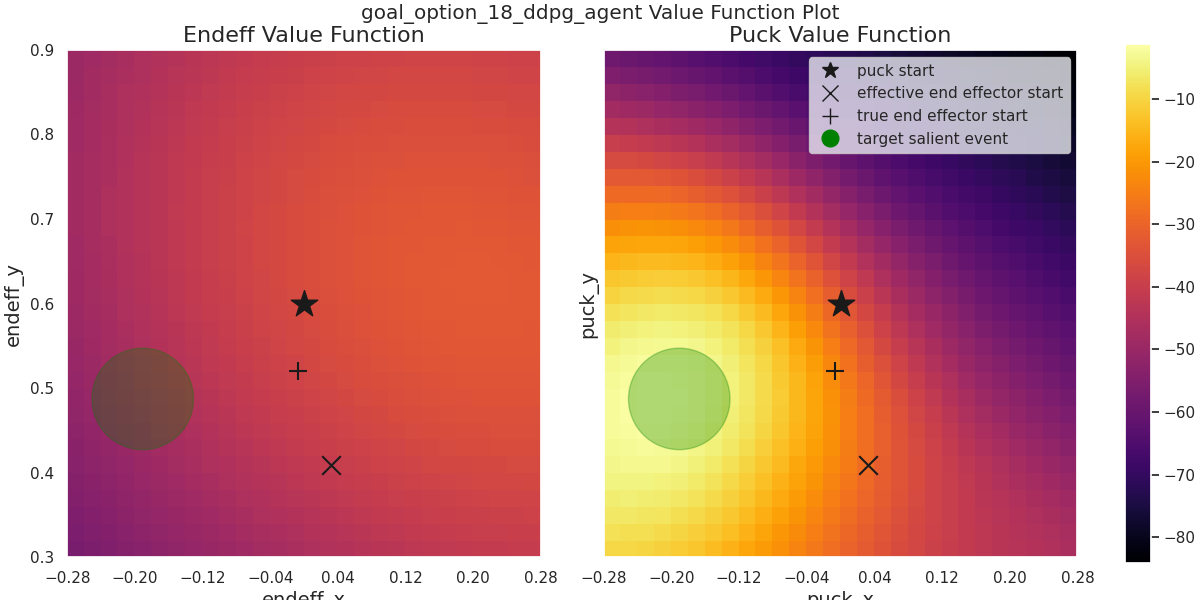 goal_option_18_ddpg_agent Value Function Plot
Endeff Value Function
Puck Value Function
endeff_y
0.9
0.8
0.7
0.6
0.5
0.4
0.3
−0.28 −0.20 −0.12 −0.04 0.04 0.12 0.20 0.28
endeff_x
puck_y
puck start
effective end effector start
true end effector start
target salient event
−0.28 −0.20 −0.12 −0.04 0.04 0.12 0.20 0.28
puck_x
−10
−20
−30
−40
−50
−60
−70
−80